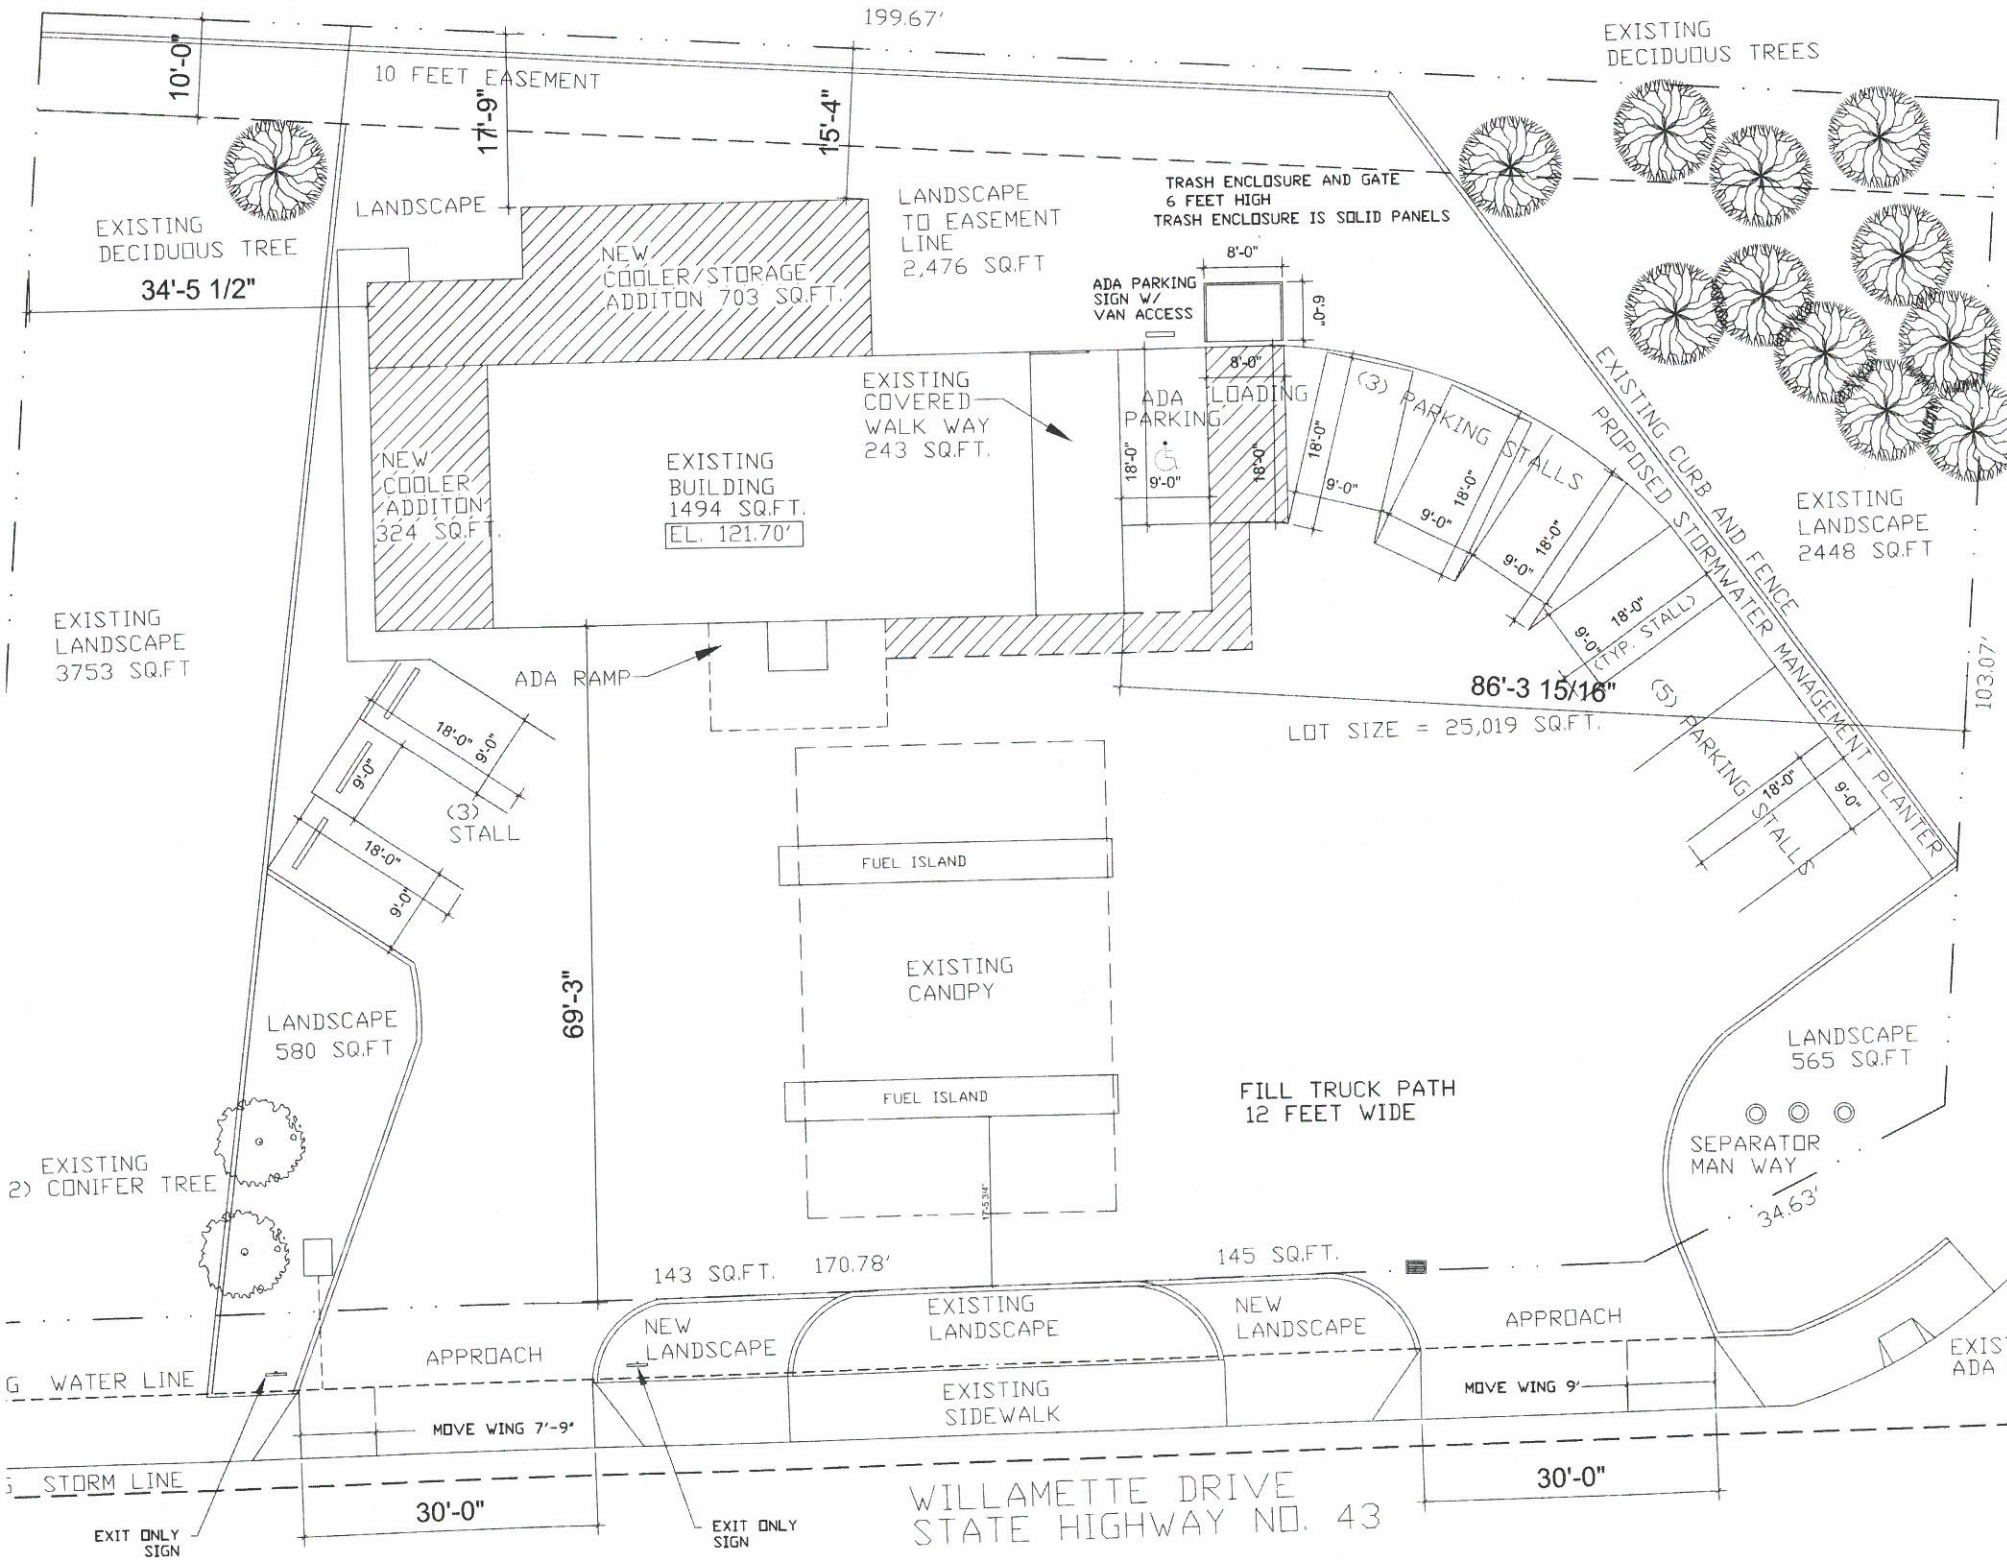 199.67'
EXISTING
DECIDUOUS TREES
10'-0"
10 FEET EASEMENT
17'-9"
15'-4"
TRASH ENCLOSURE AND GATE
6 FEET HIGH
TRASH ENCLOSURE IS SOLID PANELS
LANDSCAPE
LANDSCAPE
TO EASEMENT
LINE
2,476 SQ.FT
EXISTING
DECIDUOUS TREE
34'-5 1/2"
NEW
COOLER/STORAGE
ADDITON 703 SQ.FT.
8'-0"
ADA PARKING
SIGN W/
VAN ACCESS
6'-0"
EXISTING
COVERED
WALK WAY
243 SQ.FT.
8'-0"
ADA
PARKING
LOADING
18'-0"
9'-0"
18'-0"
(3) PARKING STALLS
18'-0"
9'-0"
18'-0"
9'-0"
18'-0"
9'-0"
EXISTING CURB AND FENCE
PROPOSED STORMWATER MANAGEMENT PLANTER
NEW
COOLER
ADDITON
324 SQ.FT.
EXISTING
BUILDING
1494 SQ.FT.
EL. 121.70'
EXISTING
LANDSCAPE
2448 SQ.FT
EXISTING
LANDSCAPE
3753 SQ.FT
ADA RAMP
18'-0"
9'-0"
(TYP. STALL)
86'-3 15/16"
LOT SIZE = 25,019 SQ.FT.
103.07'
(5) PARKING STALLS
18'-0"
9'-0"
18'-0"
9'-0"
9'-0"
(3)
STALL
18'-0"
9'-0"
FUEL ISLAND
EXISTING
CANOPY
69'-3"
LANDSCAPE
580 SQ.FT
LANDSCAPE
565 SQ.FT
FUEL ISLAND
FILL TRUCK PATH
12 FEET WIDE
SEPARATOR
MAN WAY
34.63'
EXISTING
2) CONIFER TREE
17'-5 3/4"
143 SQ.FT.
170.78'
145 SQ.FT.
NEW
LANDSCAPE
EXISTING
LANDSCAPE
NEW
LANDSCAPE
APPROACH
APPROACH
EXIS
ADA
G WATER LINE
EXISTING
SIDEWALK
MOVE WING 9'
MOVE WING 7'-9"
G STORM LINE
30'-0"
30'-0"
WILLAMETTE DRIVE
STATE HIGHWAY NO. 43
EXIT ONLY
SIGN
EXIT ONLY
SIGN